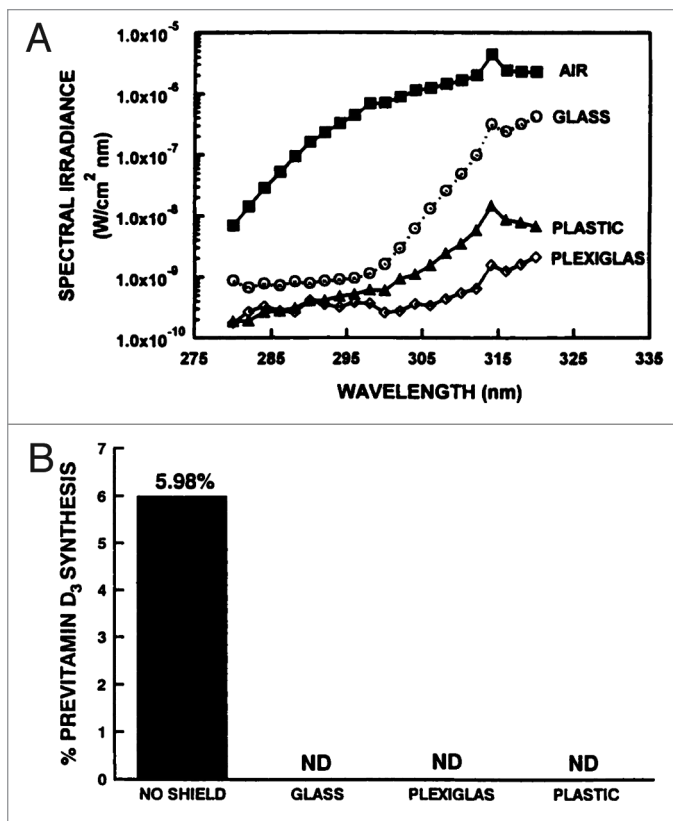 A
SPECTRAL IRRADIANCE
(W/cm² nm)
1.0x10⁻⁵
1.0x10⁻⁶
1.0x10⁻⁷
1.0x10⁻⁸
1.0x10⁻⁹
1.0x10⁻¹⁰
AIR
GLASS
PLASTIC
PLEXIGLAS
275 285 295 305 315 325 335
WAVELENGTH (nm)
B
% PREVITAMIN D₃ SYNTHESIS
7
6
5
4
3
2
1
0
5.98%
ND ND ND
NO SHIELD GLASS PLEXIGLAS PLASTIC